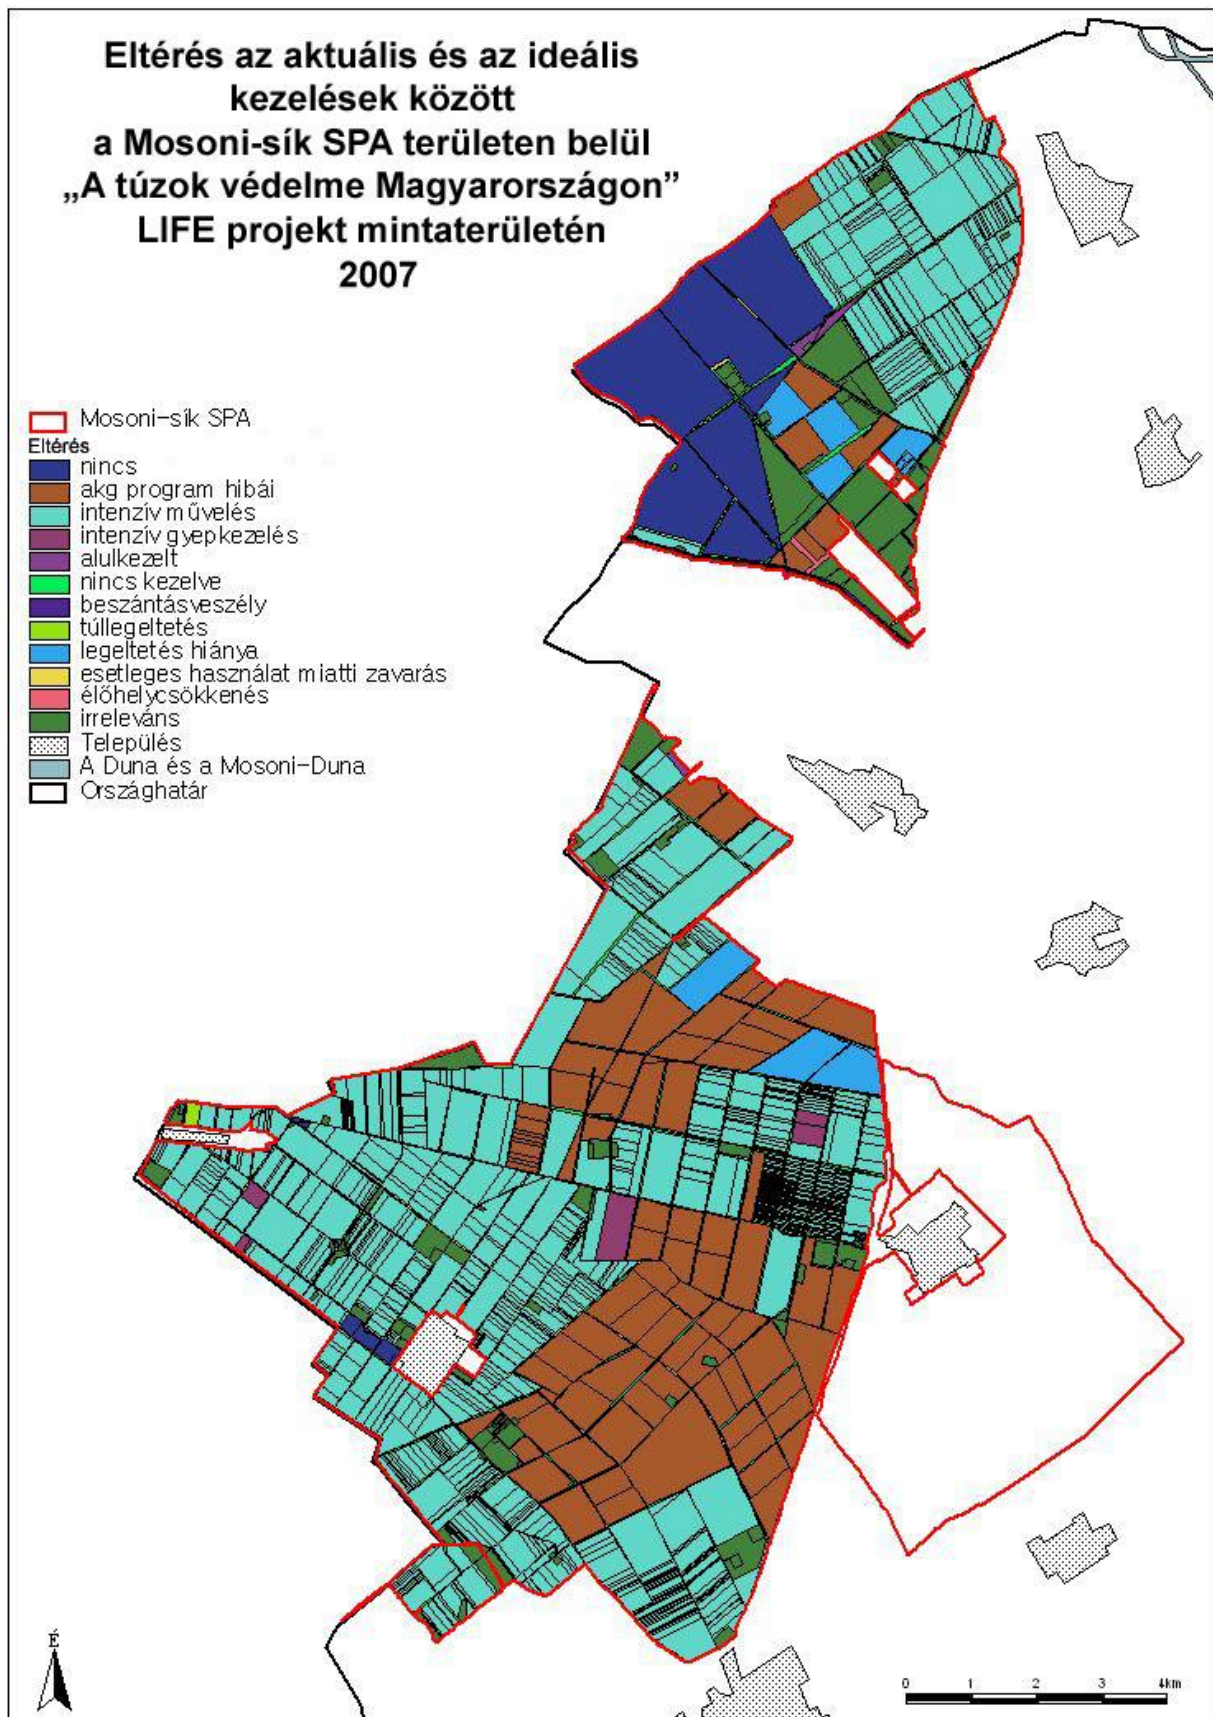 Eltérés az aktuális és az ideális
kezelések között
a Mosoni-sík SPA területen belül
„A túzok védelme Magyarországon”
LIFE projekt mintaterületén
2007
Mosoni-sík SPA
Eltérés
nincs
akg program hibái
intenzív művelés
intenzív gyepkezelés
alulkezelt
nincs kezelve
beszántásveszély
túllegeltetés
legeltetés hiánya
esetleges használat miatti zavarás
élőhelycsökkenés
irreleváns
Település
A Duna és a Mosoni-Duna
Országhatár
É
0 1 2 3 4km